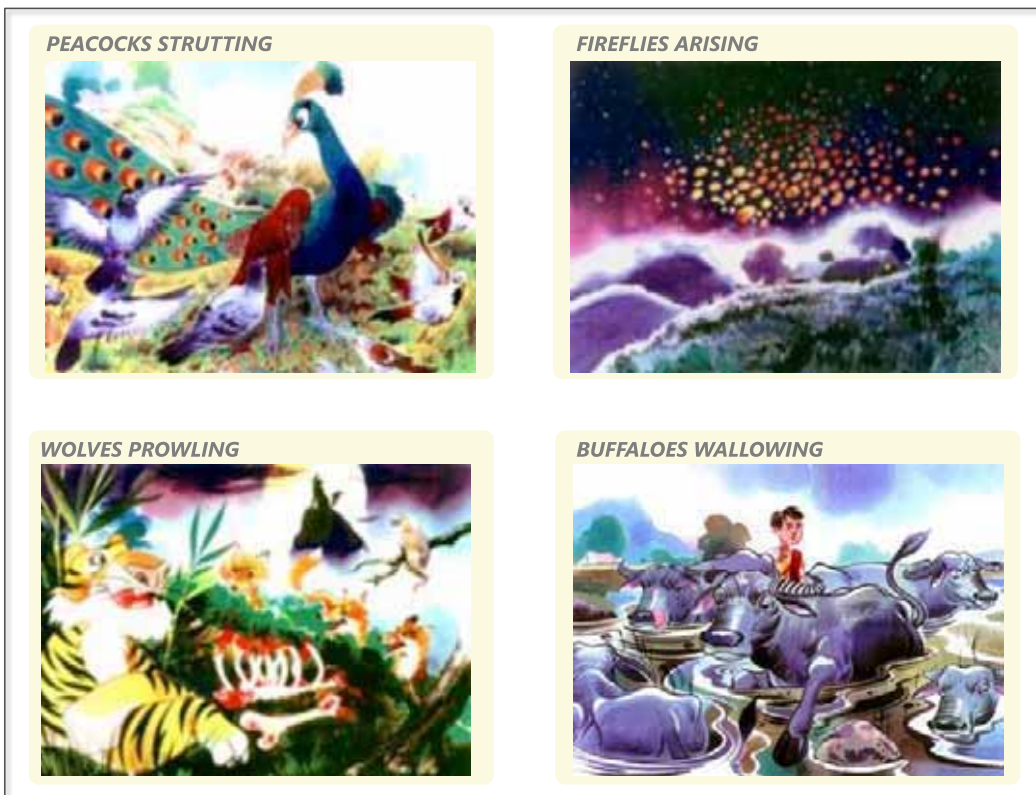 PEACOCKS STRUTTING
FIREFLIES ARISING
WOLVES PROWLING
BUFFALOES WALLOWING